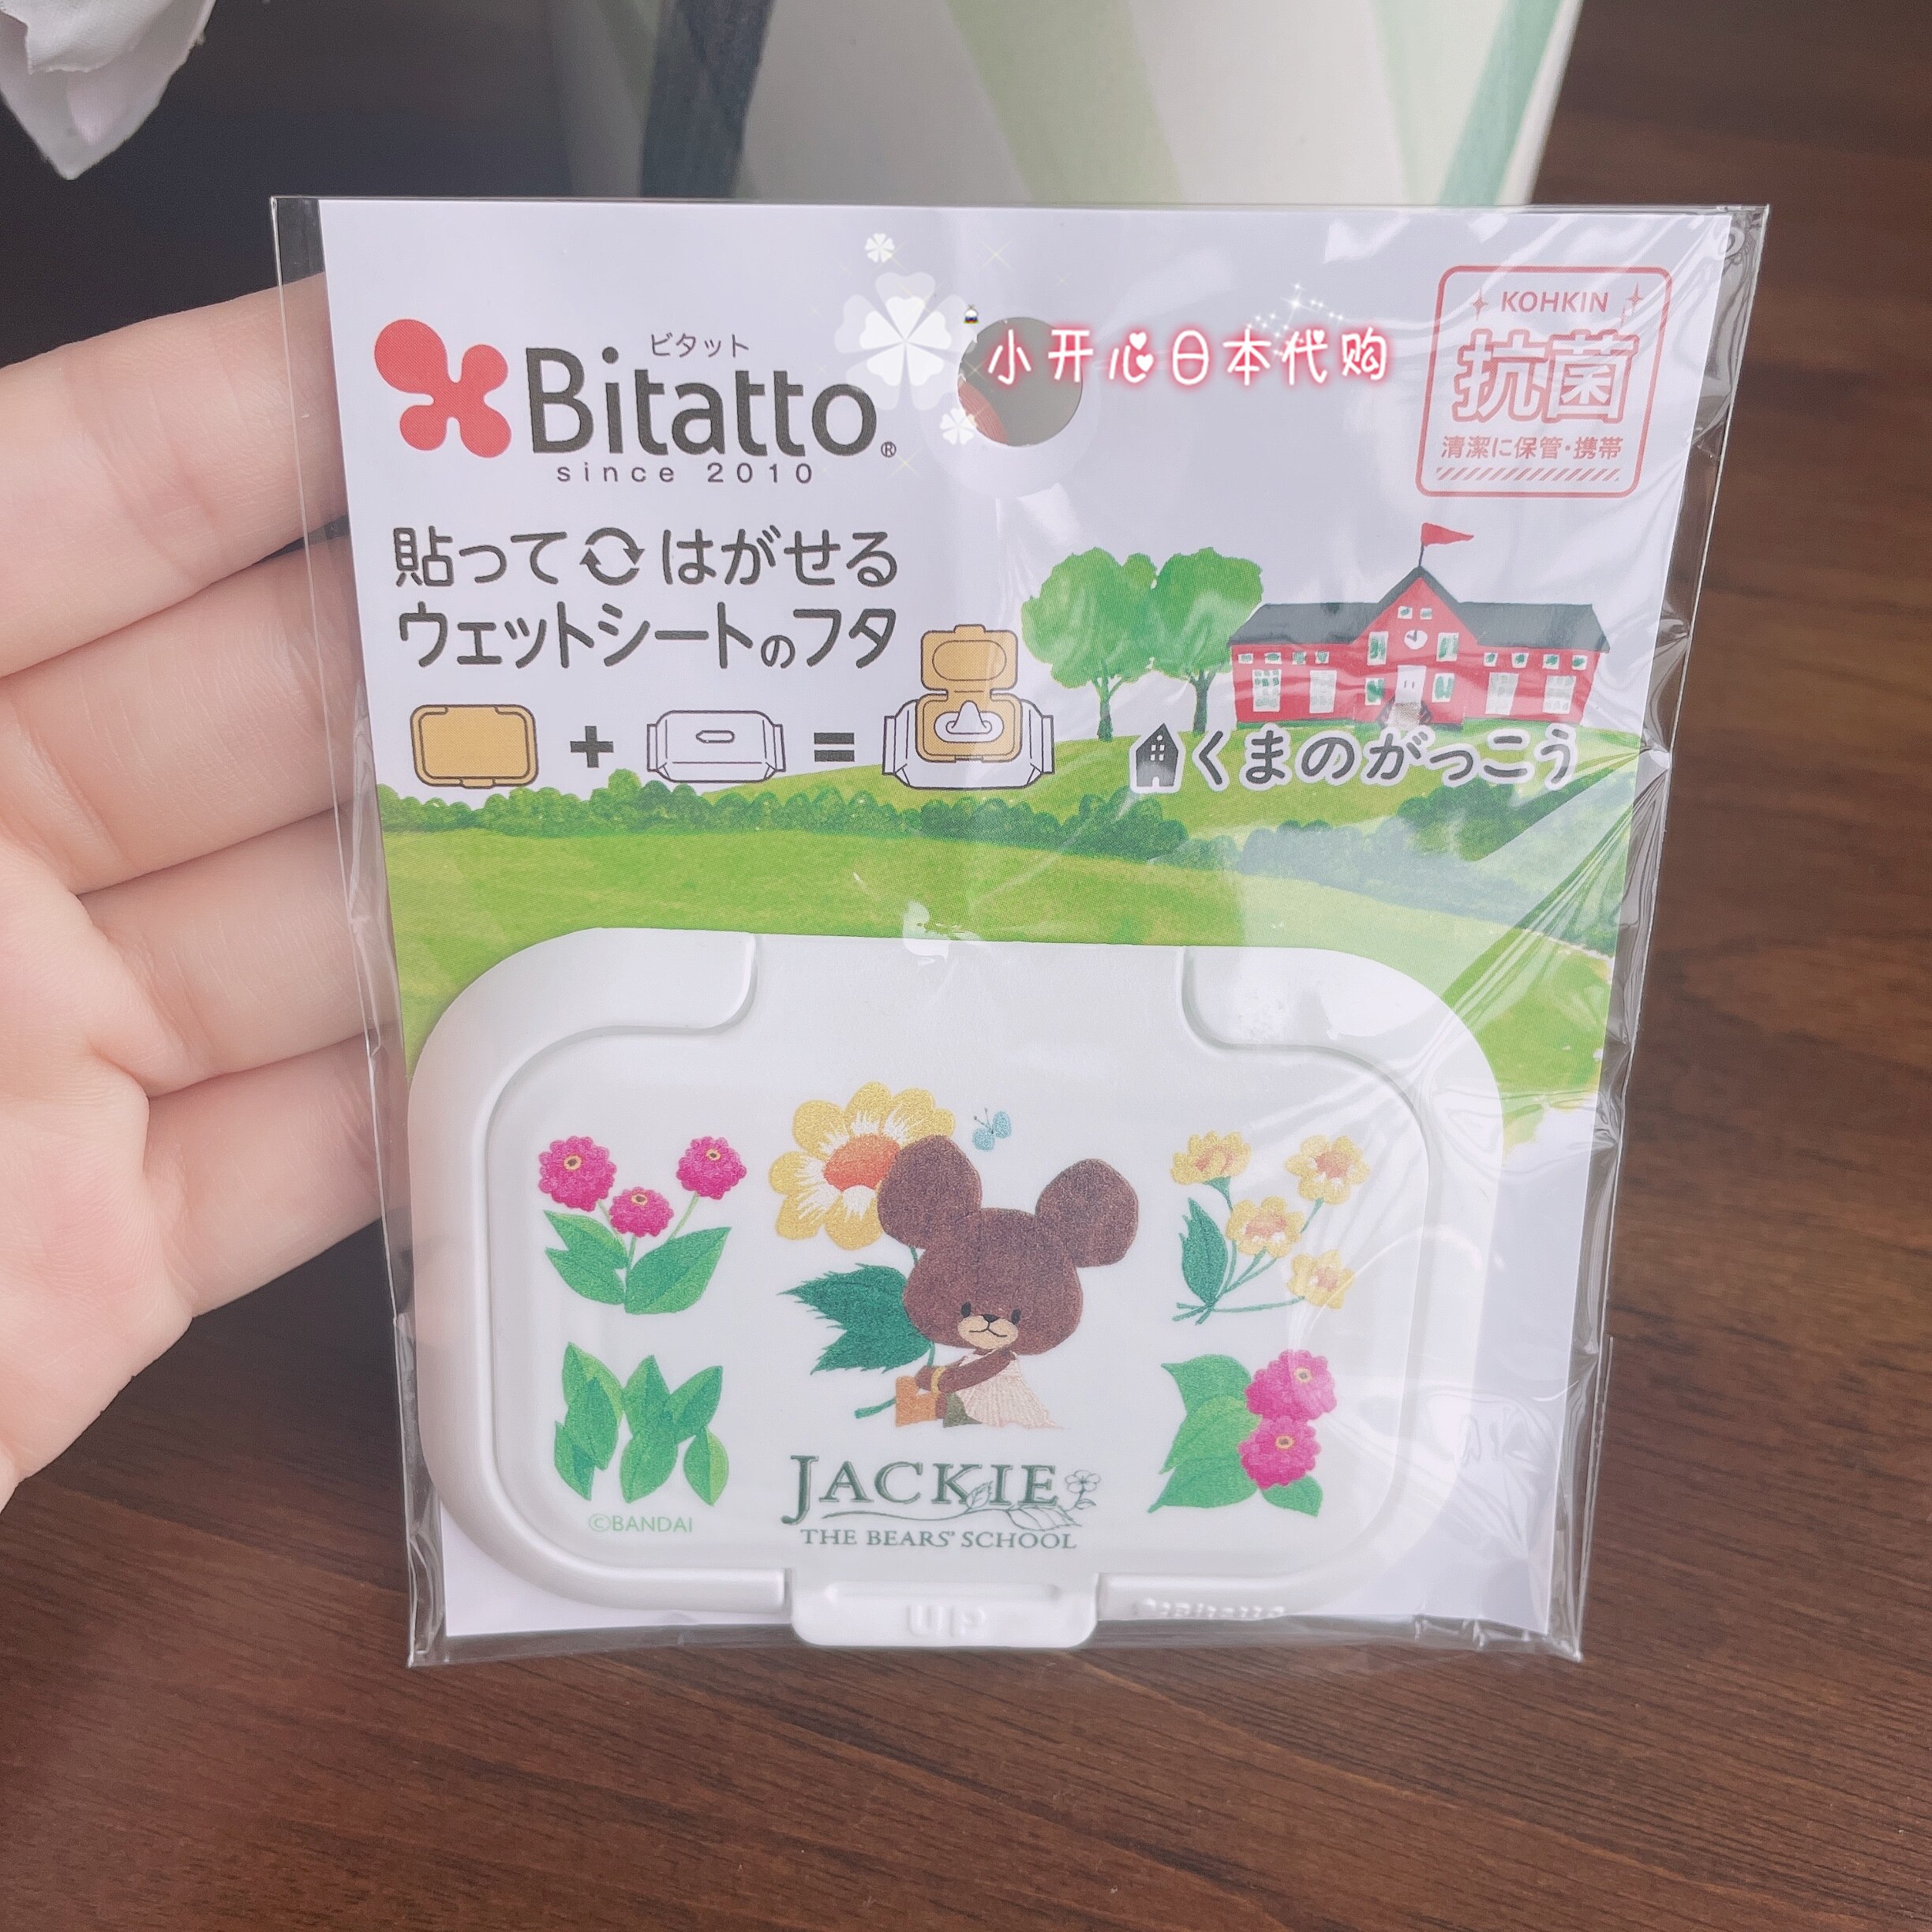 ビタット
Bitatto®
since 2010
小开心日本代购
KOHKIN
抗菌
清潔に保管・携帯
貼って はがせる
ウェットシートのフタ
+ =
くまのがっこう
©BANDAI
JACKIE
THE BEARS' SCHOOL
UP